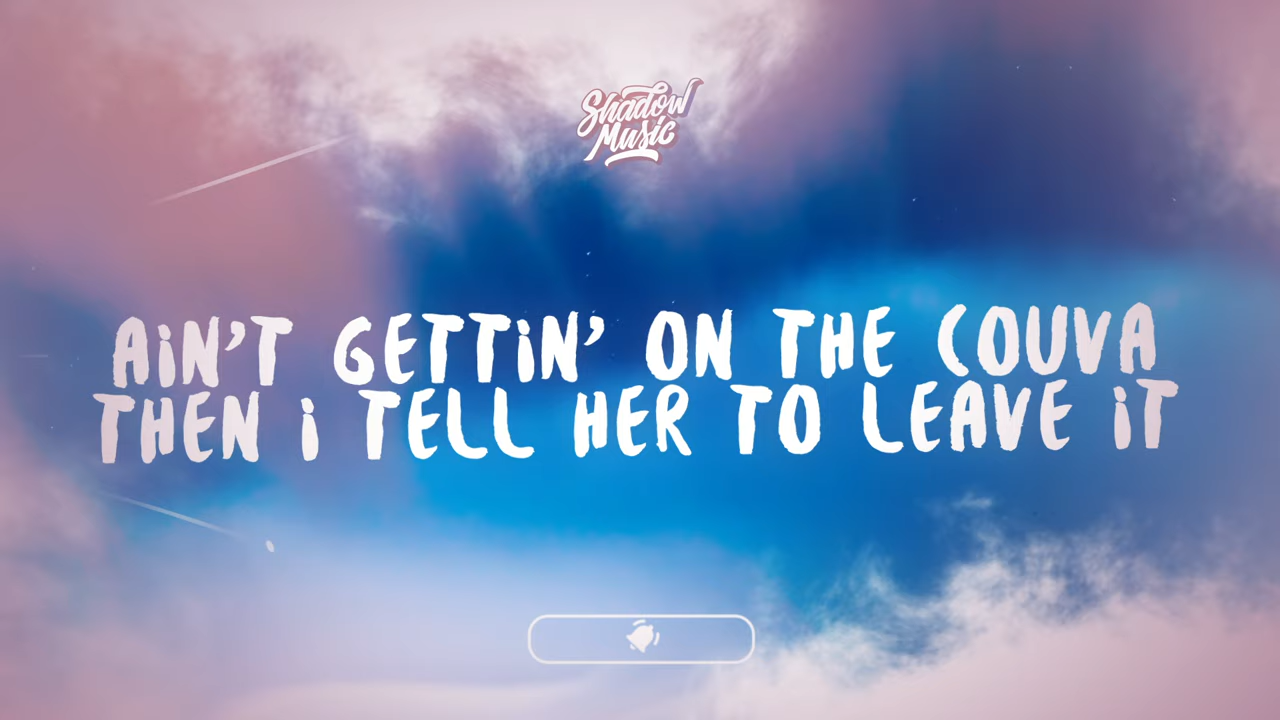 Shadow
Music
AiN'T GETTiN' ON THE COUVA
THEN i TELL HER TO LEAVE iT